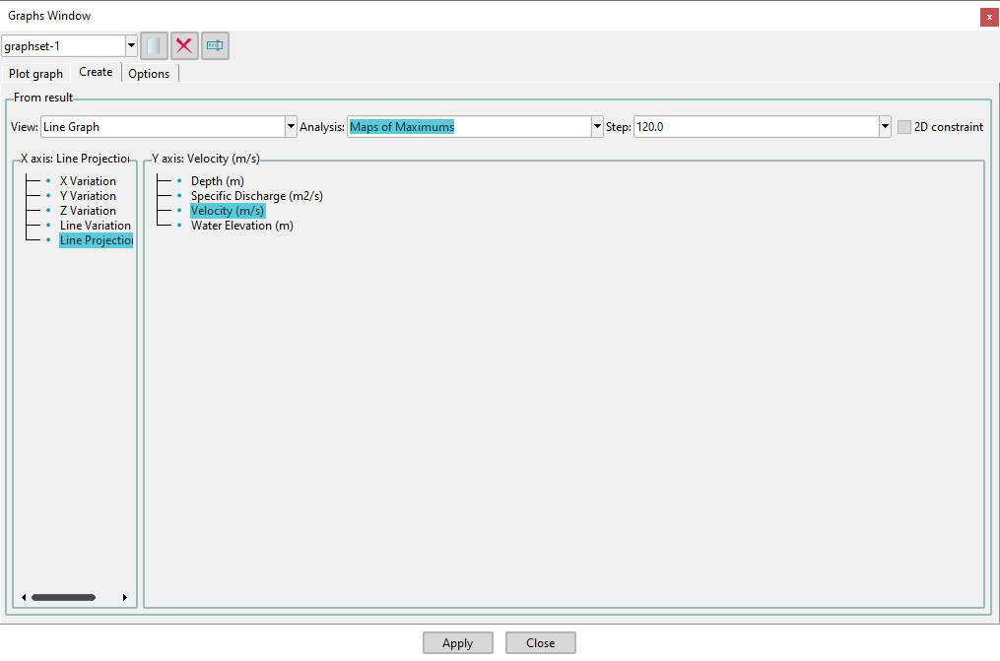 Graphs Window
x
graphset-1
Plot graph Create Options
From result
View: Line Graph Analysis: Maps of Maximums Step: 120.0 2D constraint
X axis: Line Projection
X Variation
Y Variation
Z Variation
Line Variation
Line Projection
Y axis: Velocity (m/s)
Depth (m)
Specific Discharge (m2/s)
Velocity (m/s)
Water Elevation (m)
Apply Close